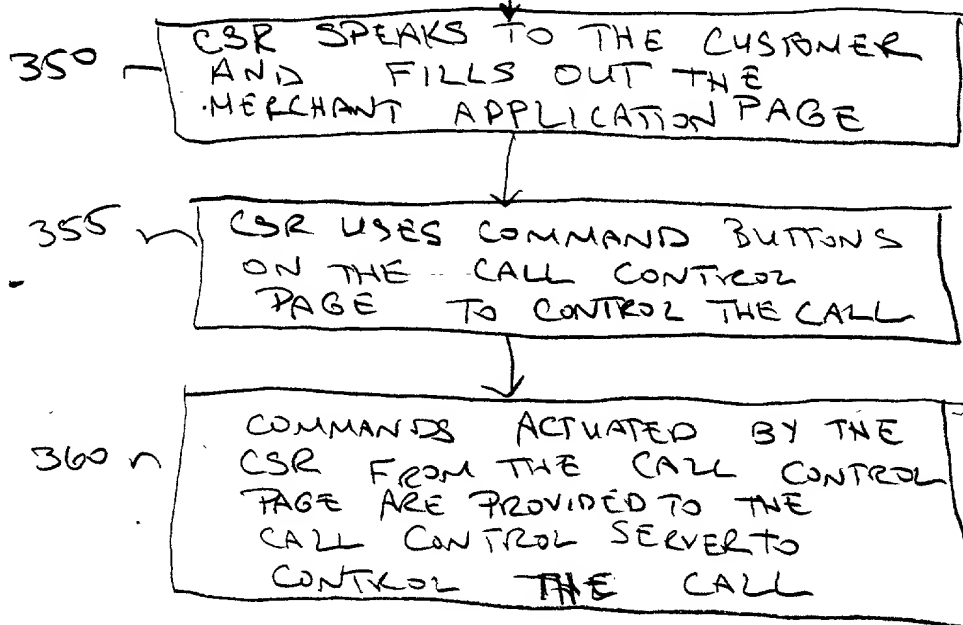 350
CSR SPEAKS TO THE CUSTOMER
AND FILLS OUT THE
MERCHANT APPLICATION PAGE
355
CSR USES COMMAND BUTTONS
ON THE CALL CONTROL
PAGE TO CONTROL THE CALL
360
COMMANDS ACTUATED BY THE
CSR FROM THE CALL CONTROL
PAGE ARE PROVIDED TO THE
CALL CONTROL SERVER TO
CONTROL THE CALL